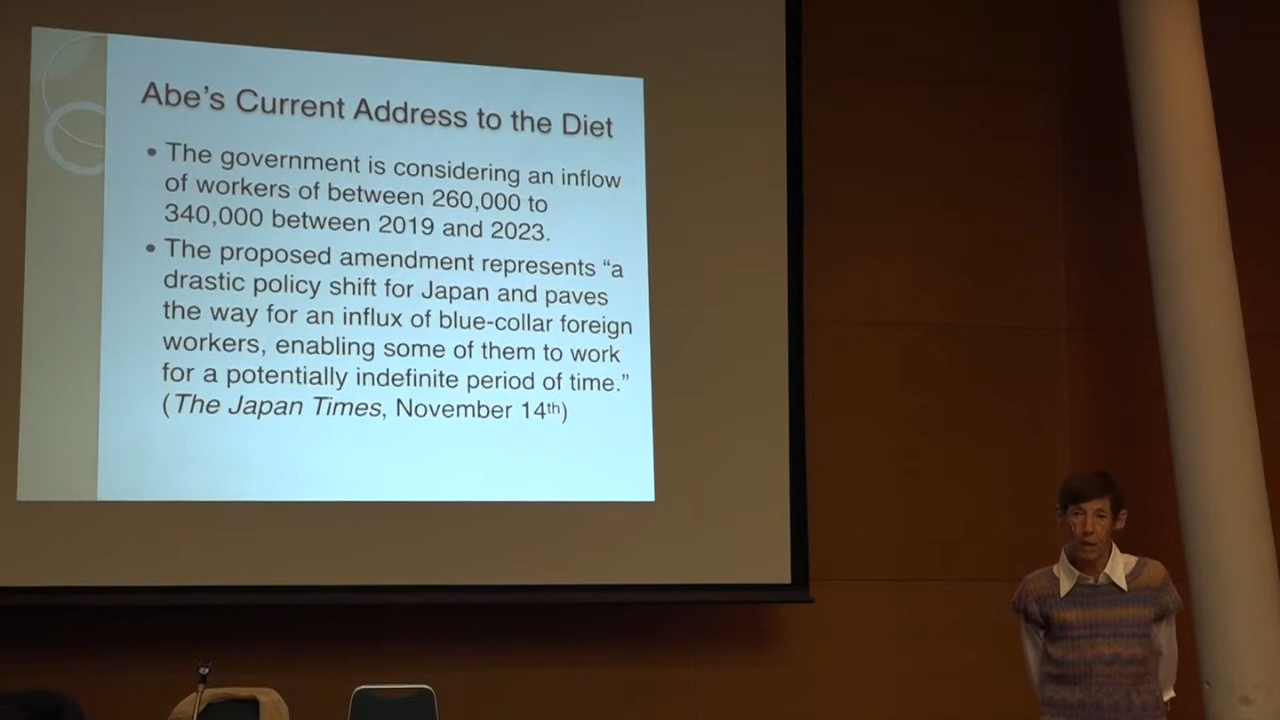 Abe's Current Address to the Diet
• The government is considering an inflow
of workers of between 260,000 to
340,000 between 2019 and 2023.
• The proposed amendment represents “a
drastic policy shift for Japan and paves
the way for an influx of blue-collar foreign
workers, enabling some of them to work
for a potentially indefinite period of time.”
(The Japan Times, November 14th)